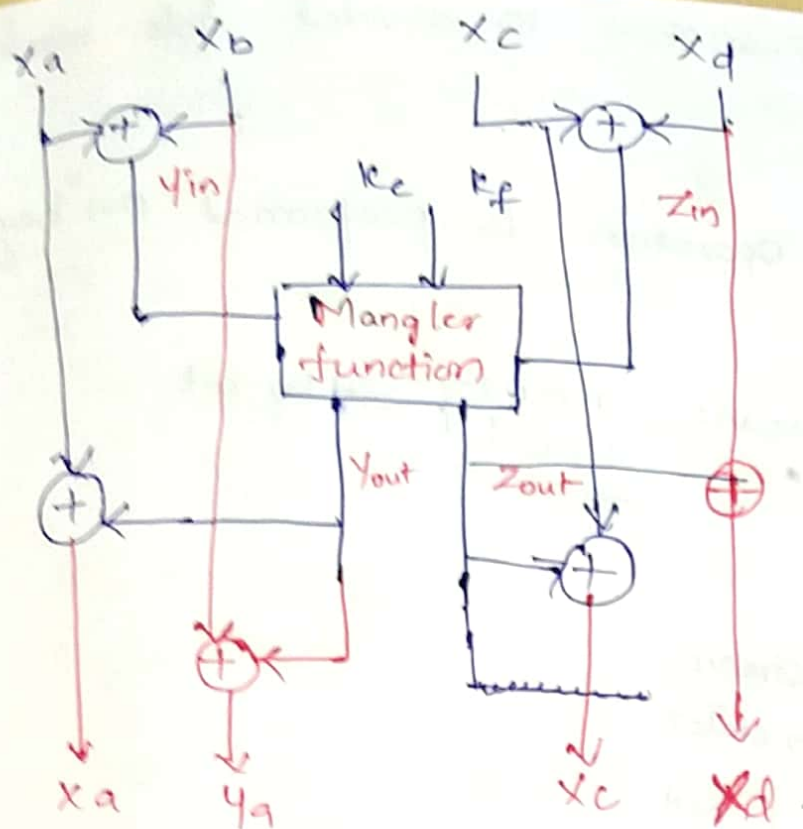 Xa Xb Xc Xd
+ +
Yin Ke Kf Zin
Mangler
function
Yout Zout
+ +
+ +
Xa Ya Xc Xd